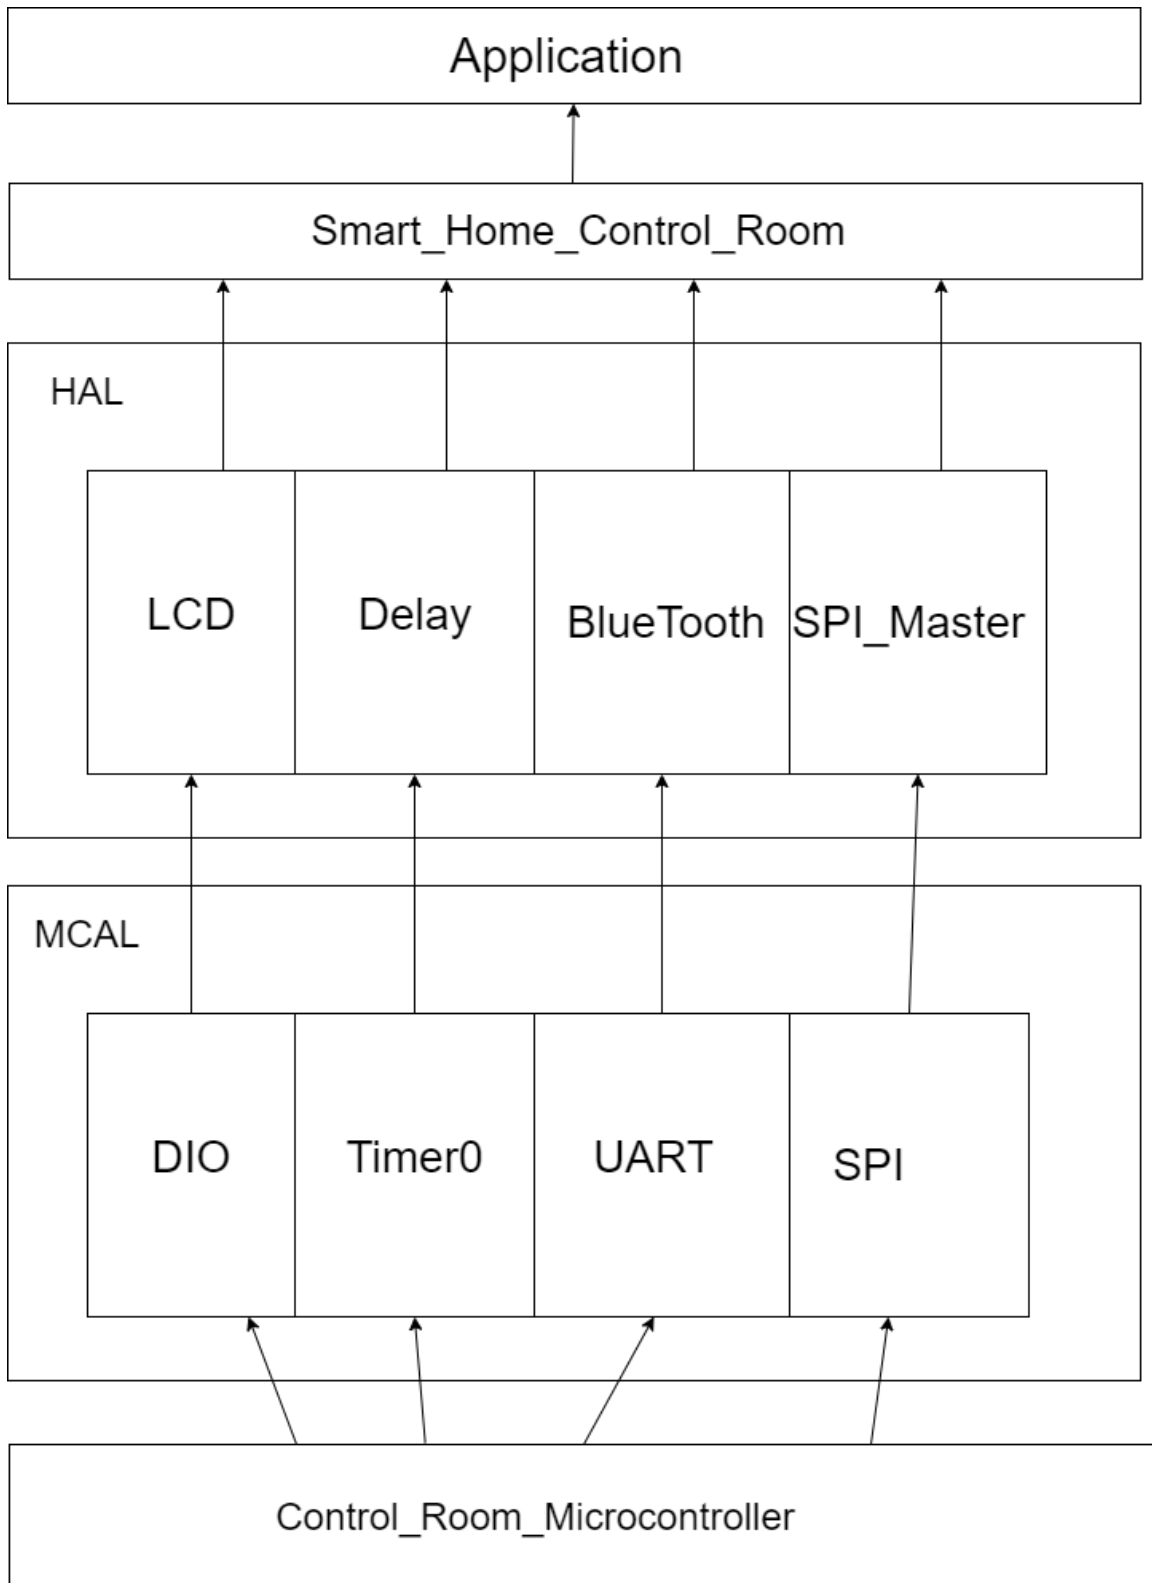 Application
Smart_Home_Control_Room
HAL
LCD
Delay
BlueTooth
SPI_Master
MCAL
DIO
Timer0
UART
SPI
Control_Room_Microcontroller